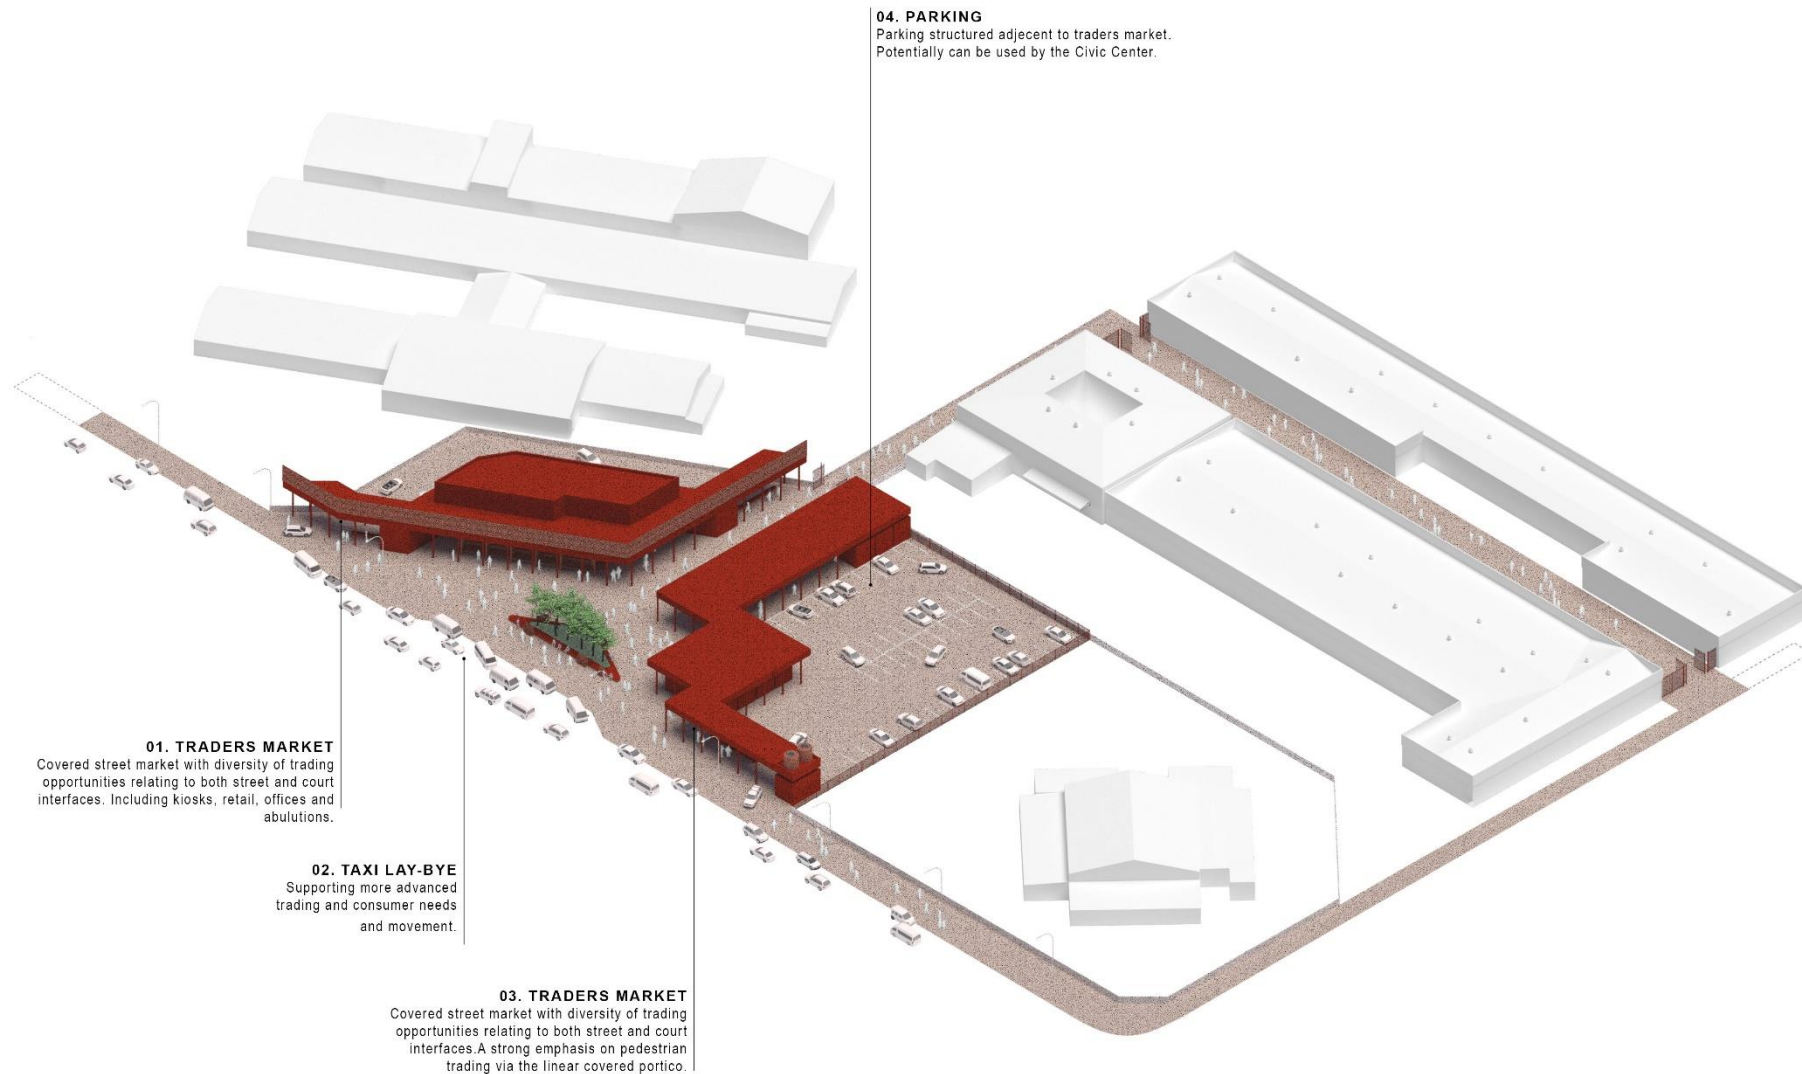 04. PARKING
Parking structured adjecent to traders market.
Potentially can be used by the Civic Center.
01. TRADERS MARKET
Covered street market with diversity of trading
opportunities relating to both street and court
interfaces. Including kiosks, retail, offices and
abulutions.
02. TAXI LAY-BYE
Supporting more advanced
trading and consumer needs
and movement.
03. TRADERS MARKET
Covered street market with diversity of trading
opportunities relating to both street and court
interfaces.A strong emphasis on pedestrian
trading via the linear covered portico.